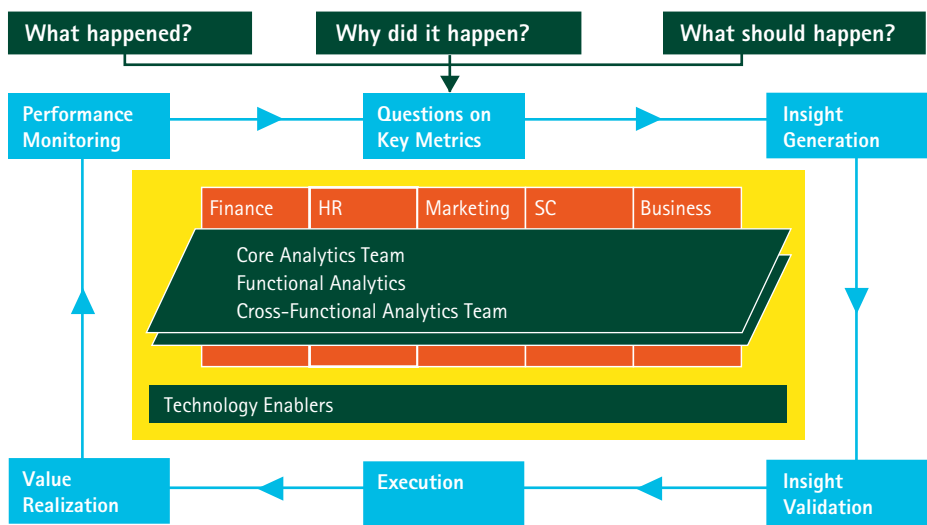 What happened?
Why did it happen?
What should happen?
Performance
Monitoring
Questions on
Key Metrics
Insight
Generation
Finance
HR
Marketing
SC
Business
Core Analytics Team
Functional Analytics
Cross-Functional Analytics Team
Technology Enablers
Value
Realization
Execution
Insight
Validation